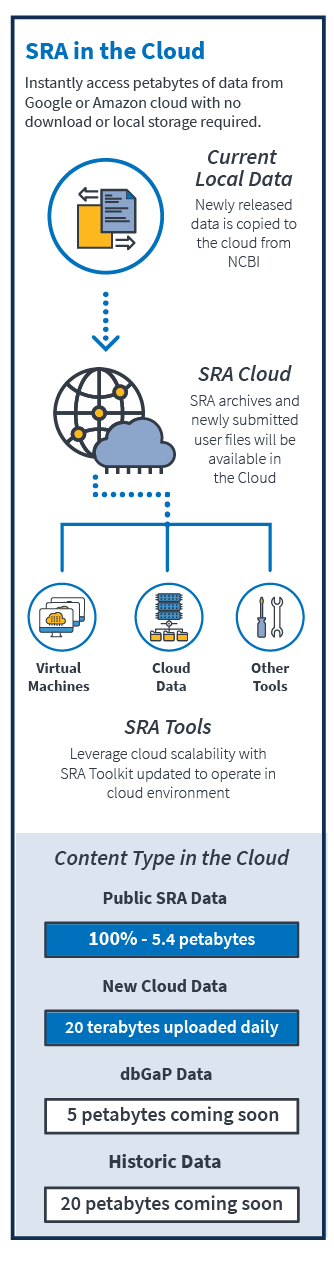 SRA in the Cloud
Instantly access petabytes of data from
Google or Amazon cloud with no
download or local storage required.
Current
Local Data
Newly released
data is copied to
the cloud from
NCBI
SRA Cloud
SRA archives and
newly submitted
user files will be
available in
the Cloud
Virtual
Machines
Cloud
Data
Other
Tools
SRA Tools
Leverage cloud scalability with
SRA Toolkit updated to operate in
cloud environment
Content Type in the Cloud
Public SRA Data
100% - 5.4 petabytes
New Cloud Data
20 terabytes uploaded daily
dbGaP Data
5 petabytes coming soon
Historic Data
20 petabytes coming soon